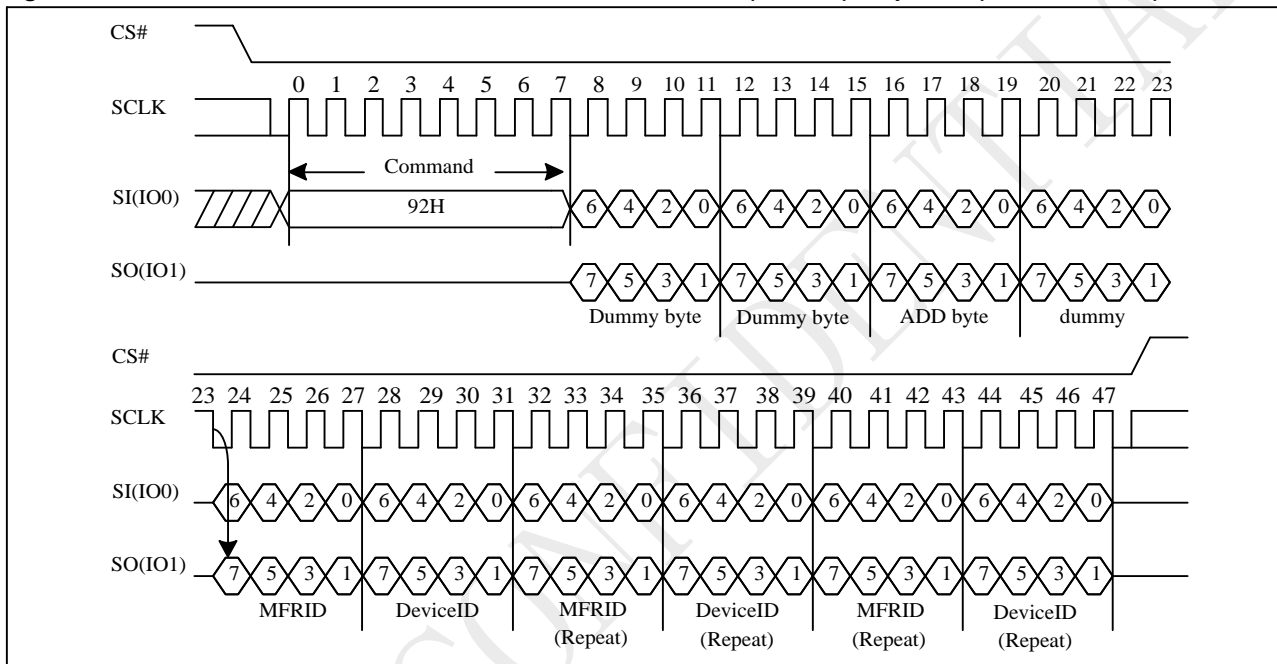 CS#
0 1 2 3 4 5 6 7 8 9 10 11 12 13 14 15 16 17 18 19 20 21 22 23
SCLK
Command
SI(IO0)
92H 6 4 2 0 6 4 2 0 6 4 2 0 6 4 2 0
SO(IO1)
7 5 3 1 7 5 3 1 7 5 3 1 7 5 3 1
Dummy byte Dummy byte ADD byte dummy
CS#
23 24 25 26 27 28 29 30 31 32 33 34 35 36 37 38 39 40 41 42 43 44 45 46 47
SCLK
SI(IO0)
6 4 2 0 6 4 2 0 6 4 2 0 6 4 2 0 6 4 2 0 6 4 2 0
SO(IO1)
7 5 3 1 7 5 3 1 7 5 3 1 7 5 3 1 7 5 3 1 7 5 3 1
MFRID DeviceID MFRID DeviceID MFRID DeviceID
(Repeat) (Repeat) (Repeat) (Repeat)